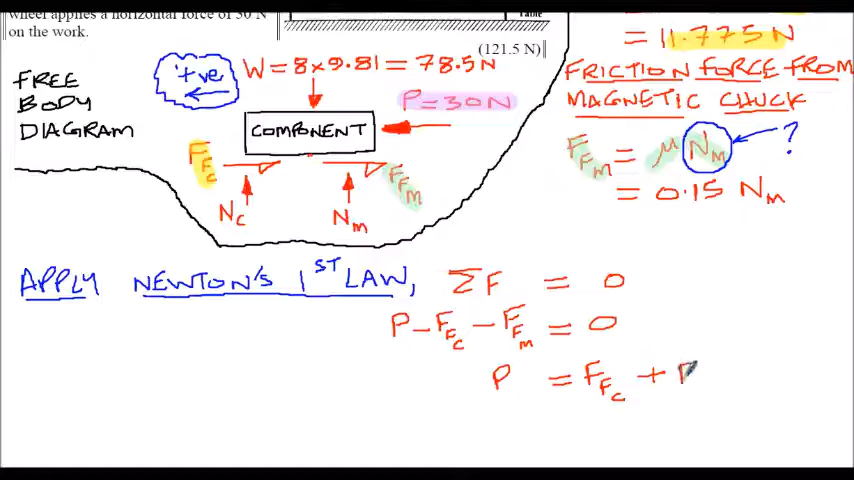 wheel applies a horizontal force of 30 N
on the work.
Table
(121.5 N)
= 11.775 N
FRICTION FORCE FROM
MAGNETIC CHUCK
F_Fm = μ N_m ?
= 0.15 N_m
FREE
BODY
DIAGRAM
'+ve
W = 8 × 9.81 = 78.5 N
P = 30N
COMPONENT
F_Fc
F_Fm
N_c
N_m
APPLY NEWTON'S 1ST LAW, ΣF = 0
P - F_Fc - F_Fm = 0
P = F_Fc +